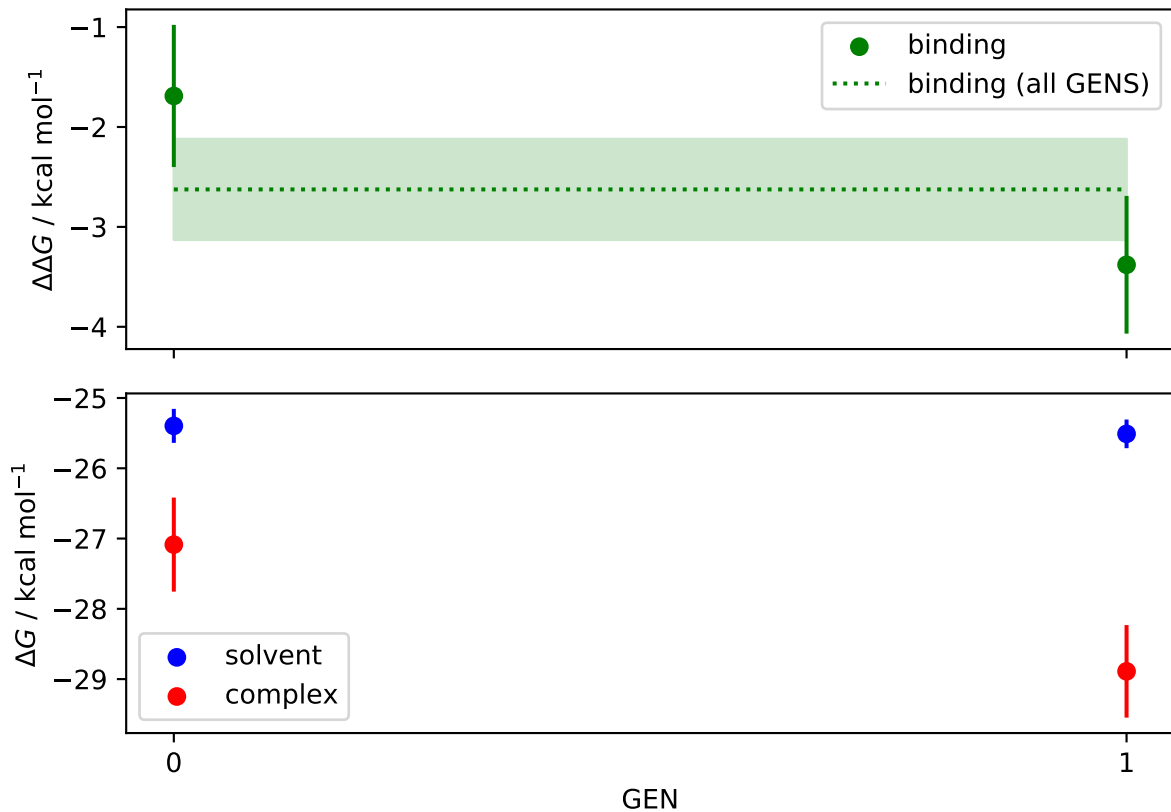 −1
−2
−3
−4
ΔΔG / kcal mol⁻¹
binding
binding (all GENS)
−25
−26
−27
−28
−29
ΔG / kcal mol⁻¹
solvent
complex
0
1
GEN